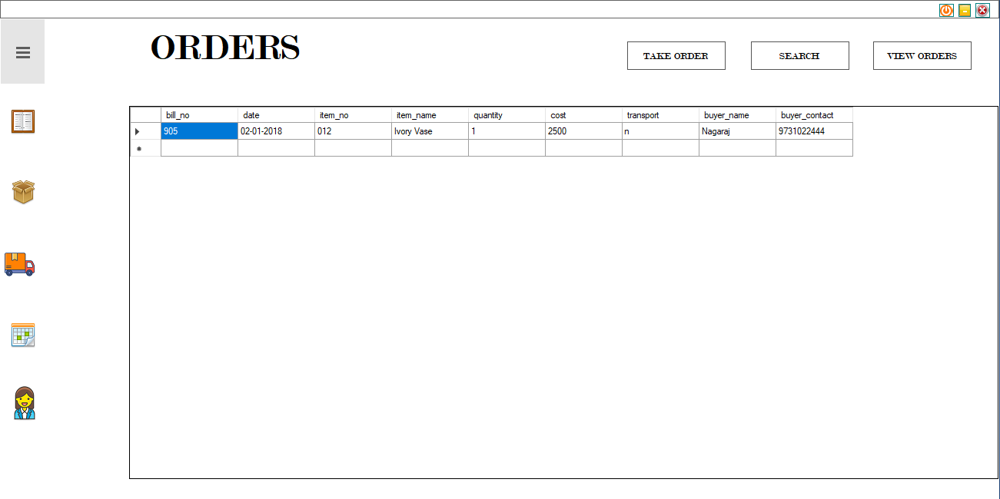 ORDERS
TAKE ORDER SEARCH VIEW ORDERS
bill_no date item_no item_name quantity cost transport buyer_name buyer_contact
905 02-01-2018 012 Ivory Vase 1 2500 n Nagaraj 9731022444